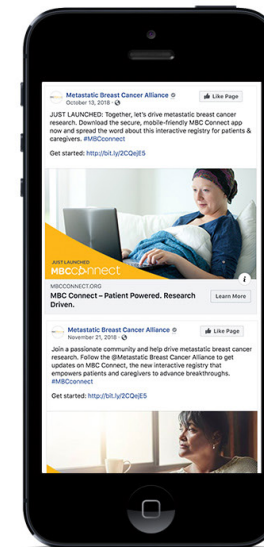 Metastatic Breast Cancer Alliance
Like Page
October 13, 2018
JUST LAUNCHED: Together, let's drive metastatic breast cancer
research. Download the secure, mobile-friendly MBC Connect app
now and spread the word about this interactive registry for patients &
caregivers. #MBCconnect
Get started: http://bit.ly/2CQejE5
JUST LAUNCHED
MBCCONNECT
i
MBCCONNECT.ORG
MBC Connect – Patient Powered. Research
Driven.
Learn More
Metastatic Breast Cancer Alliance
Like Page
November 21, 2018
Join a passionate community and help drive metastatic breast cancer
research. Follow the @Metastatic Breast Cancer Alliance to get
updates on MBC Connect, the new interactive registry that
empowers patients and caregivers to advance breakthroughs.
#MBCconnect
Get started: http://bit.ly/2CQejE5